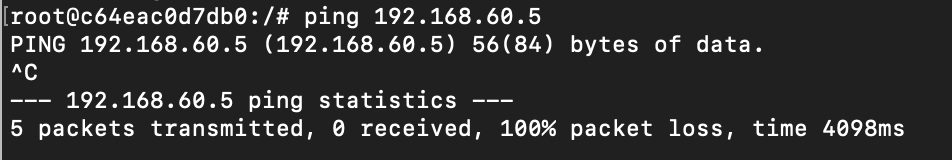 [root@c64eac0d7db0:/# ping 192.168.60.5
PING 192.168.60.5 (192.168.60.5) 56(84) bytes of data.
^C
--- 192.168.60.5 ping statistics ---
5 packets transmitted, 0 received, 100% packet loss, time 4098ms